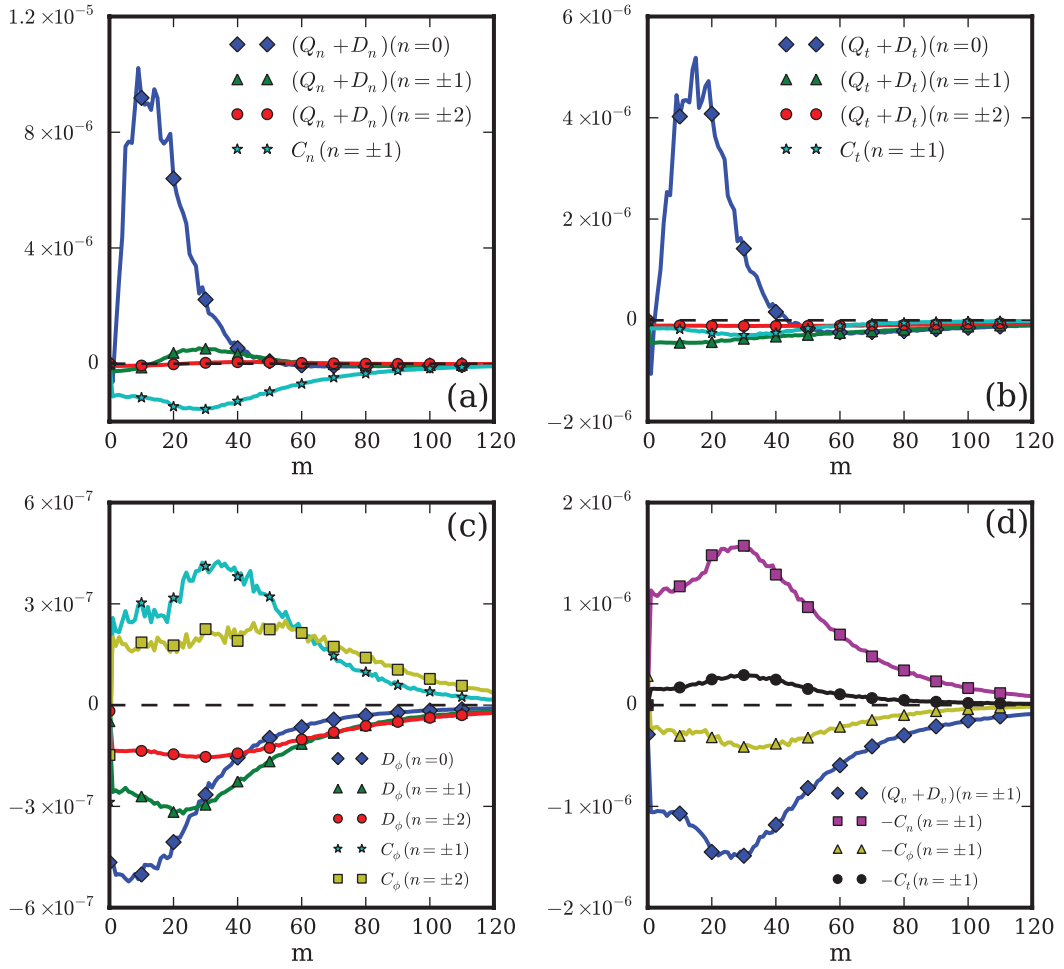 1.2 ×10⁻⁵
8 ×10⁻⁶
4 ×10⁻⁶
0
(Qₙ +Dₙ)(n=0)
(Qₙ +Dₙ)(n=±1)
(Qₙ +Dₙ)(n=±2)
Cₙ(n=±1)
(a)
0 20 40 60 80 100 120
m
6 ×10⁻⁶
4 ×10⁻⁶
2 ×10⁻⁶
0
−2 ×10⁻⁶
(Qₜ +Dₜ)(n=0)
(Qₜ +Dₜ)(n=±1)
(Qₜ +Dₜ)(n=±2)
Cₜ(n=±1)
(b)
0 20 40 60 80 100 120
m
6 ×10⁻⁷
3 ×10⁻⁷
0
−3 ×10⁻⁷
−6 ×10⁻⁷
(c)
D_ϕ(n=0)
D_ϕ(n=±1)
D_ϕ(n=±2)
C_ϕ(n=±1)
C_ϕ(n=±2)
0 20 40 60 80 100 120
m
2 ×10⁻⁶
1 ×10⁻⁶
0
−1 ×10⁻⁶
−2 ×10⁻⁶
(d)
(Qᵥ +Dᵥ)(n=±1)
−Cₙ(n=±1)
−C_ϕ(n=±1)
−Cₜ(n=±1)
0 20 40 60 80 100 120
m